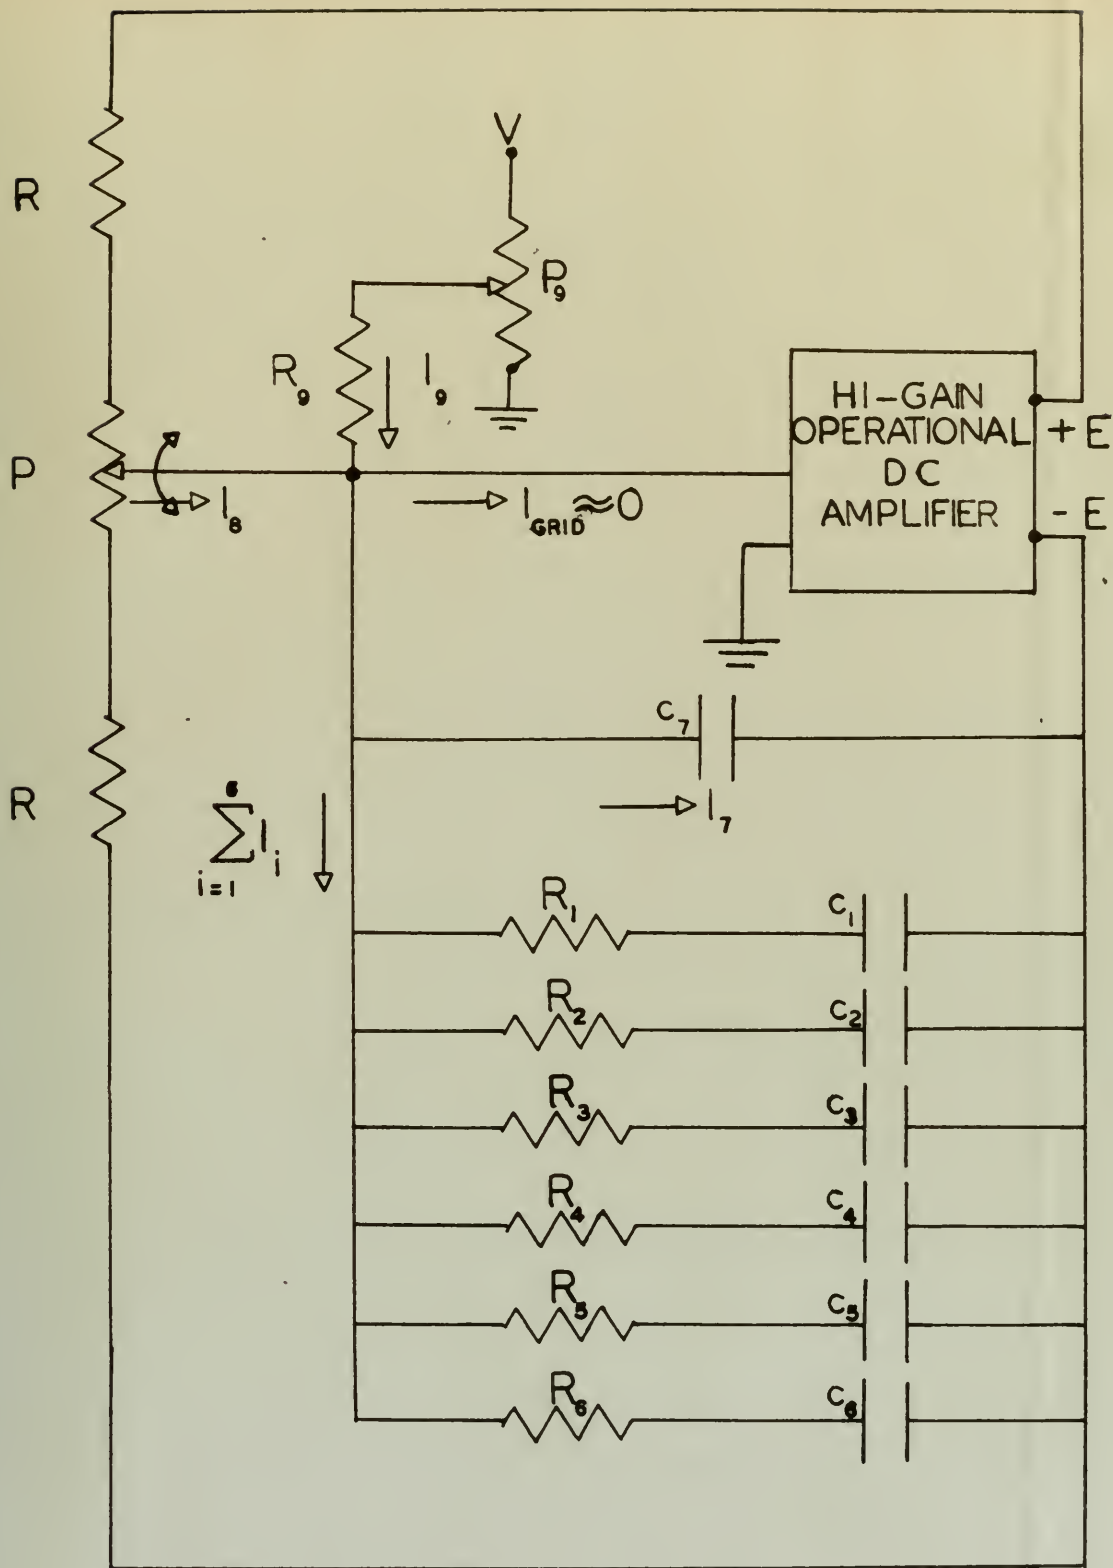 V
R
P₉
R₉
I₉
HI-GAIN
OPERATIONAL
DC
AMPLIFIER
+ E
- E
P
I₈
I GRID ≈ 0
C₇
I₇
R
6
∑ Iᵢ
i=1
R₁
C₁
R₂
C₂
R₃
C₃
R₄
C₄
R₅
C₅
R₆
C₆